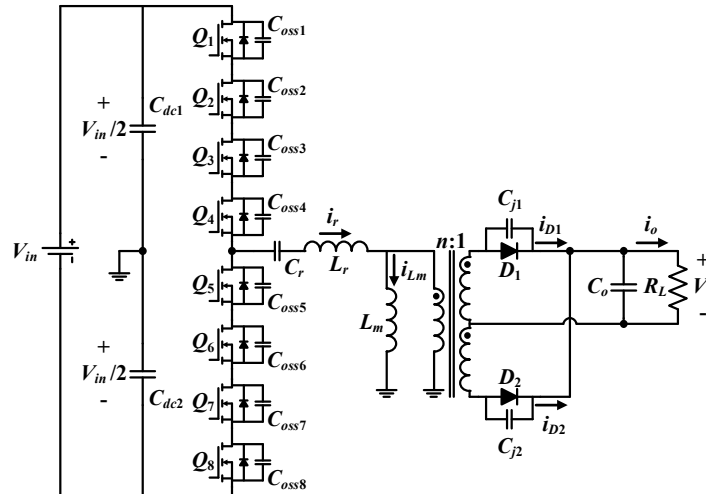 Q1
Coss1
Q2
Coss2
+
Vin/2
-
Cdc1
Q3
Coss3
Q4
Coss4
ir
Cj1
iD1
io
n:1
Vin
+
-
Cr
Lr
iLm
D1
Q5
Coss5
Lm
Co
RL
+
V
-
Q6
Coss6
+
Vin/2
-
Cdc2
D2
Q7
Coss7
Cj2
iD2
Q8
Coss8